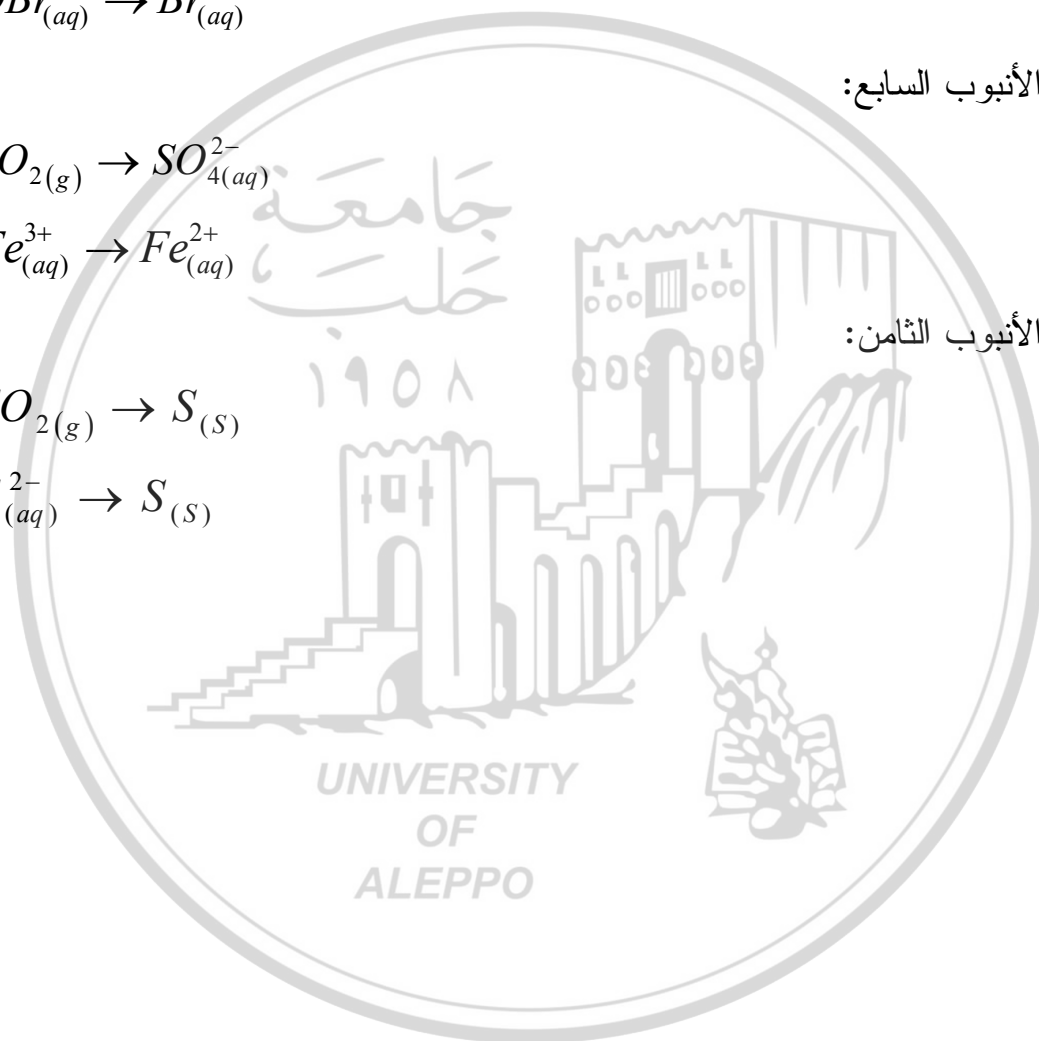 Br(aq) → Br(aq)
الأنبوب السابع:
O2(g) → SO4(aq)^2−
e(aq)^3+ → Fe(aq)^2+
الأنبوب الثامن:
O2(g) → S(S)
(aq)^2− → S(S)
جامعة
حلب
١٩٥٨
UNIVERSITY
OF
ALEPPO